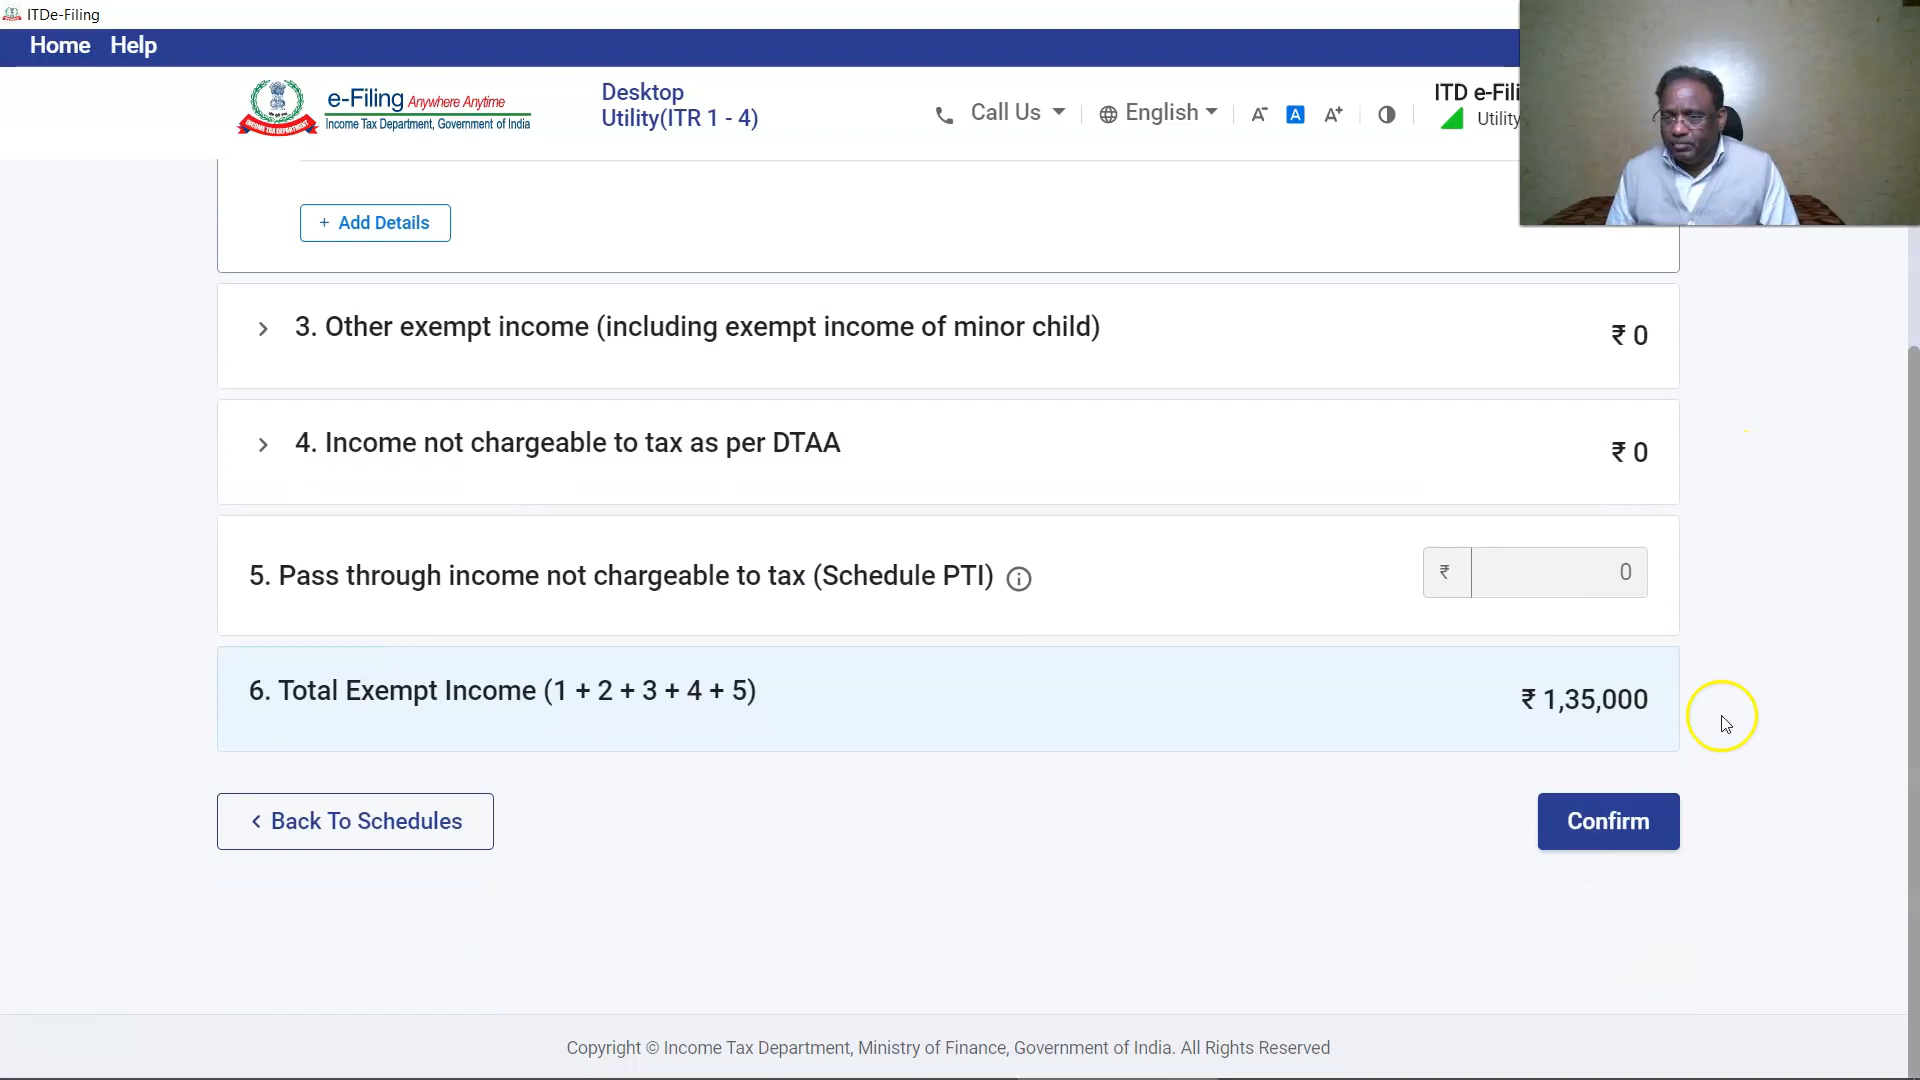 ITDe-Filing
Home Help
e-Filing Anywhere Anytime
Income Tax Department, Government of India
INCOME TAX DEPARTMENT
Desktop
Utility(ITR 1 - 4)
Call Us
English
A-
A
A+
ITD e-Fili
Utility
+ Add Details
3. Other exempt income (including exempt income of minor child)
₹ 0
4. Income not chargeable to tax as per DTAA
₹ 0
5. Pass through income not chargeable to tax (Schedule PTI)
₹ 0
6. Total Exempt Income (1 + 2 + 3 + 4 + 5)
₹ 1,35,000
< Back To Schedules
Confirm
Copyright © Income Tax Department, Ministry of Finance, Government of India. All Rights Reserved